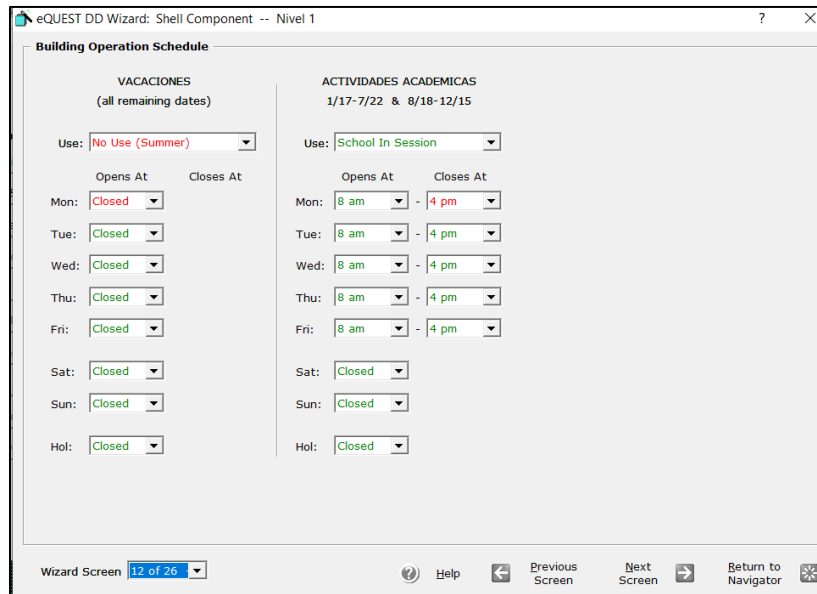 eQUEST DD Wizard: Shell Component -- Nivel 1 ?
Building Operation Schedule
VACACIONES
(all remaining dates)
Use: No Use (Summer)
Opens At Closes At
Mon: Closed
Tue: Closed
Wed: Closed
Thu: Closed
Fri: Closed
Sat: Closed
Sun: Closed
Hol: Closed
ACTIVIDADES ACADEMICAS
1/17-7/22 & 8/18-12/15
Use: School In Session
Opens At Closes At
Mon: 8 am - 4 pm
Tue: 8 am - 4 pm
Wed: 8 am - 4 pm
Thu: 8 am - 4 pm
Fri: 8 am - 4 pm
Sat: Closed
Sun: Closed
Hol: Closed
Wizard Screen 12 of 26
Help
Previous
Screen
Next
Screen
Return to
Navigator